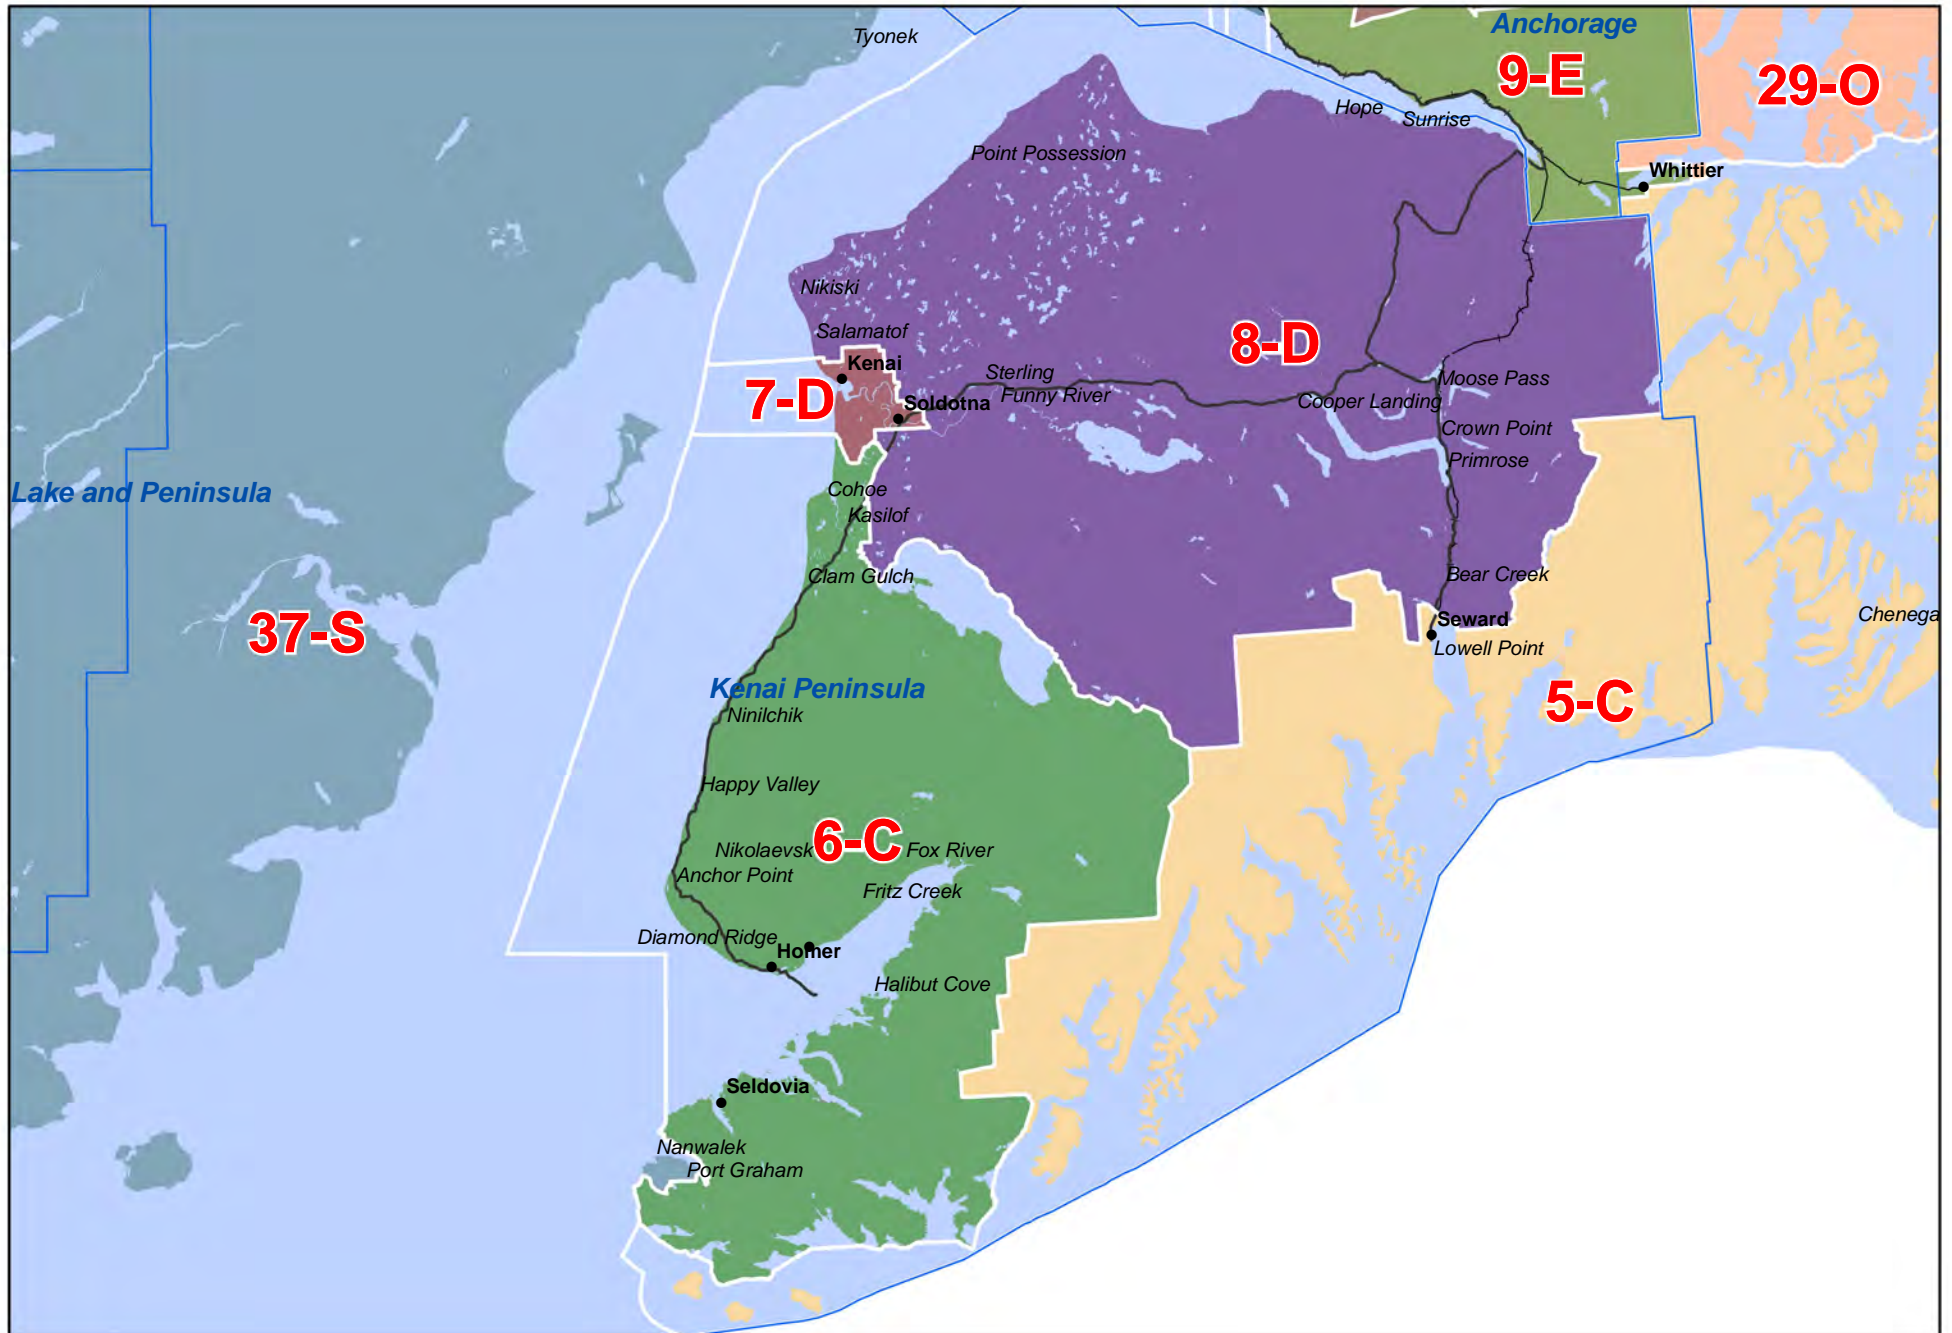 Anchorage
Tyonek
9-E
29-O
Hope
Sunrise
Point Possession
Whittier
Nikiski
Salamatof
8-D
Kenai
Sterling
Moose Pass
7-D
Funny River
Soldotna
Cooper Landing
Crown Point
Primrose
Lake and Peninsula
Cohoe
Kasilof
Clam Gulch
Bear Creek
Chenega
37-S
Seward
Lowell Point
Kenai Peninsula
5-C
Ninilchik
Happy Valley
6-C
Nikolaevsk
Fox River
Anchor Point
Fritz Creek
Diamond Ridge
Homer
Halibut Cove
Seldovia
Nanwalek
Port Graham